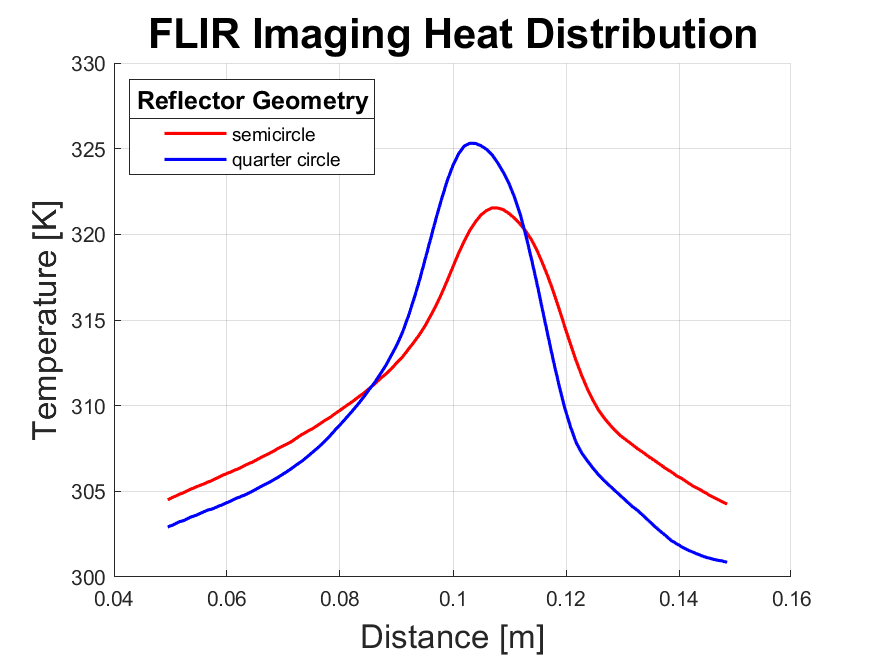 FLIR Imaging Heat Distribution
330
325
320
315
310
305
300
Temperature [K]
Reflector Geometry
semicircle
quarter circle
0.04 0.06 0.08 0.1 0.12 0.14 0.16
Distance [m]